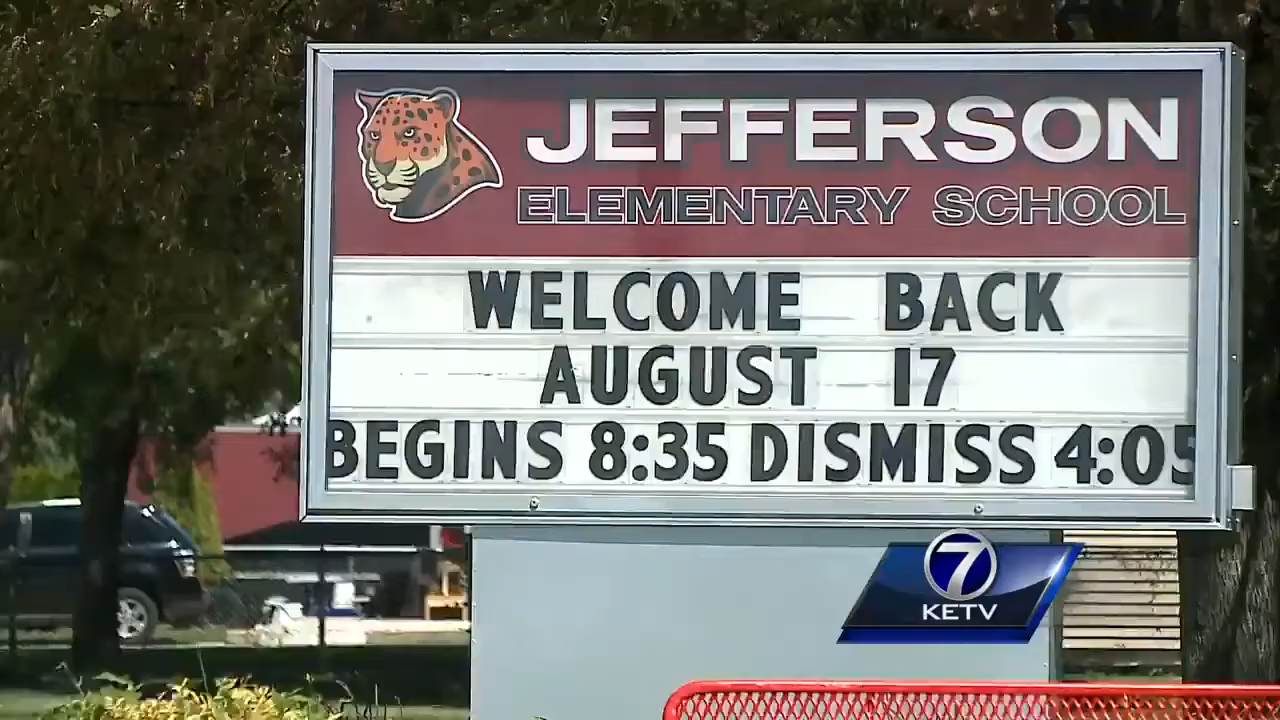 JEFFERSON
ELEMENTARY SCHOOL
WELCOME BACK
AUGUST 17
BEGINS 8:35 DISMISS 4:05
7
KETV